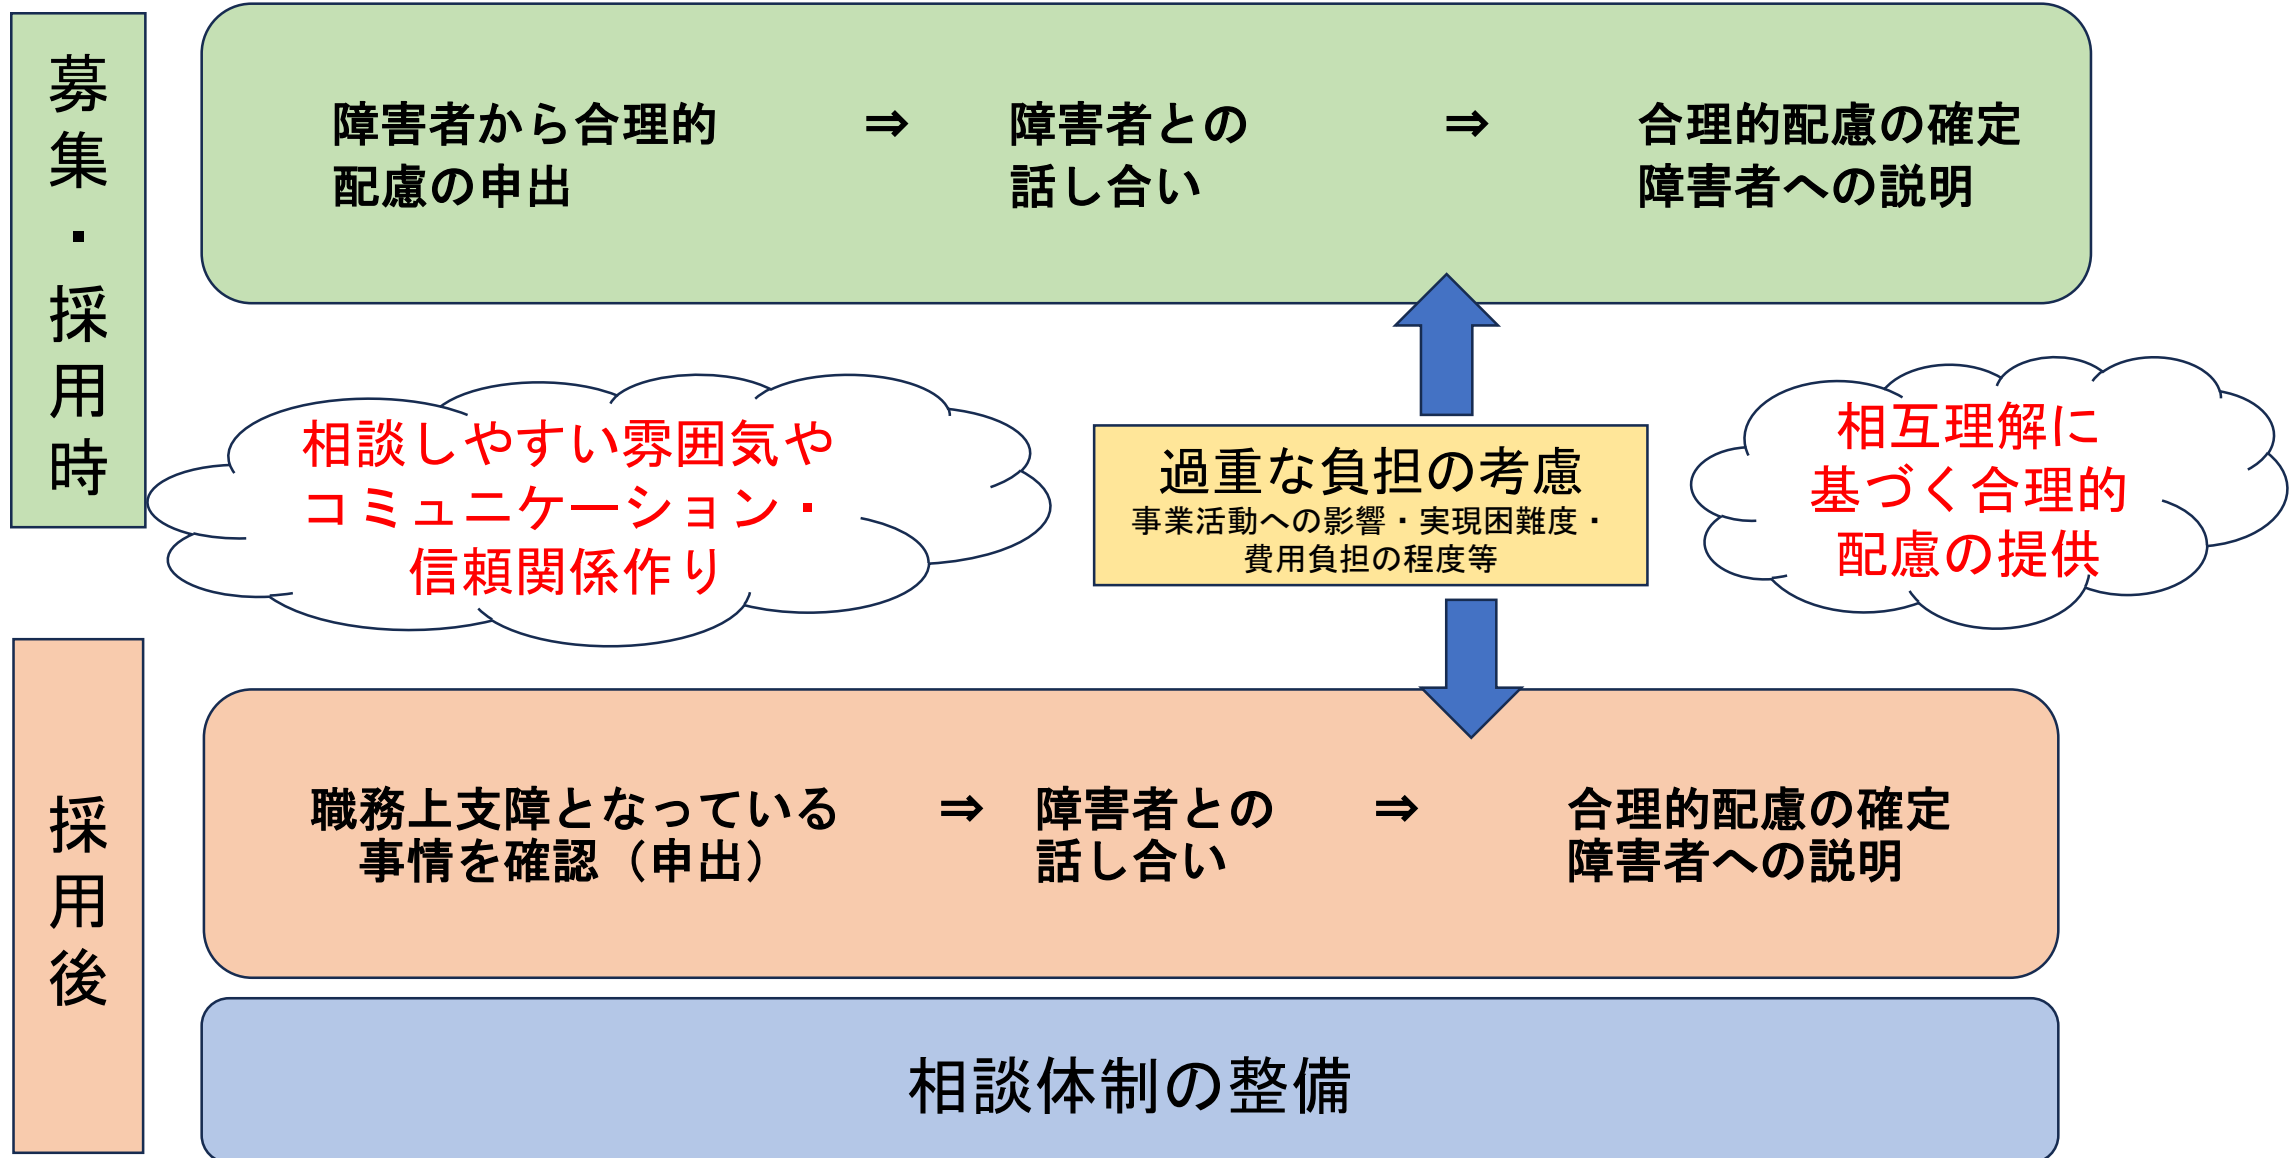 募集・採用時
障害者から合理的 ⇒ 障害者との ⇒ 合理的配慮の確定
配慮の申出 話し合い 障害者への説明
相談しやすい雰囲気や
コミュニケーション・
信頼関係作り
過重な負担の考慮
事業活動への影響・実現困難度・
費用負担の程度等
相互理解に
基づく合理的
配慮の提供
採用後
職務上支障となっている ⇒ 障害者との ⇒ 合理的配慮の確定
事情を確認（申出） 話し合い 障害者への説明
相談体制の整備